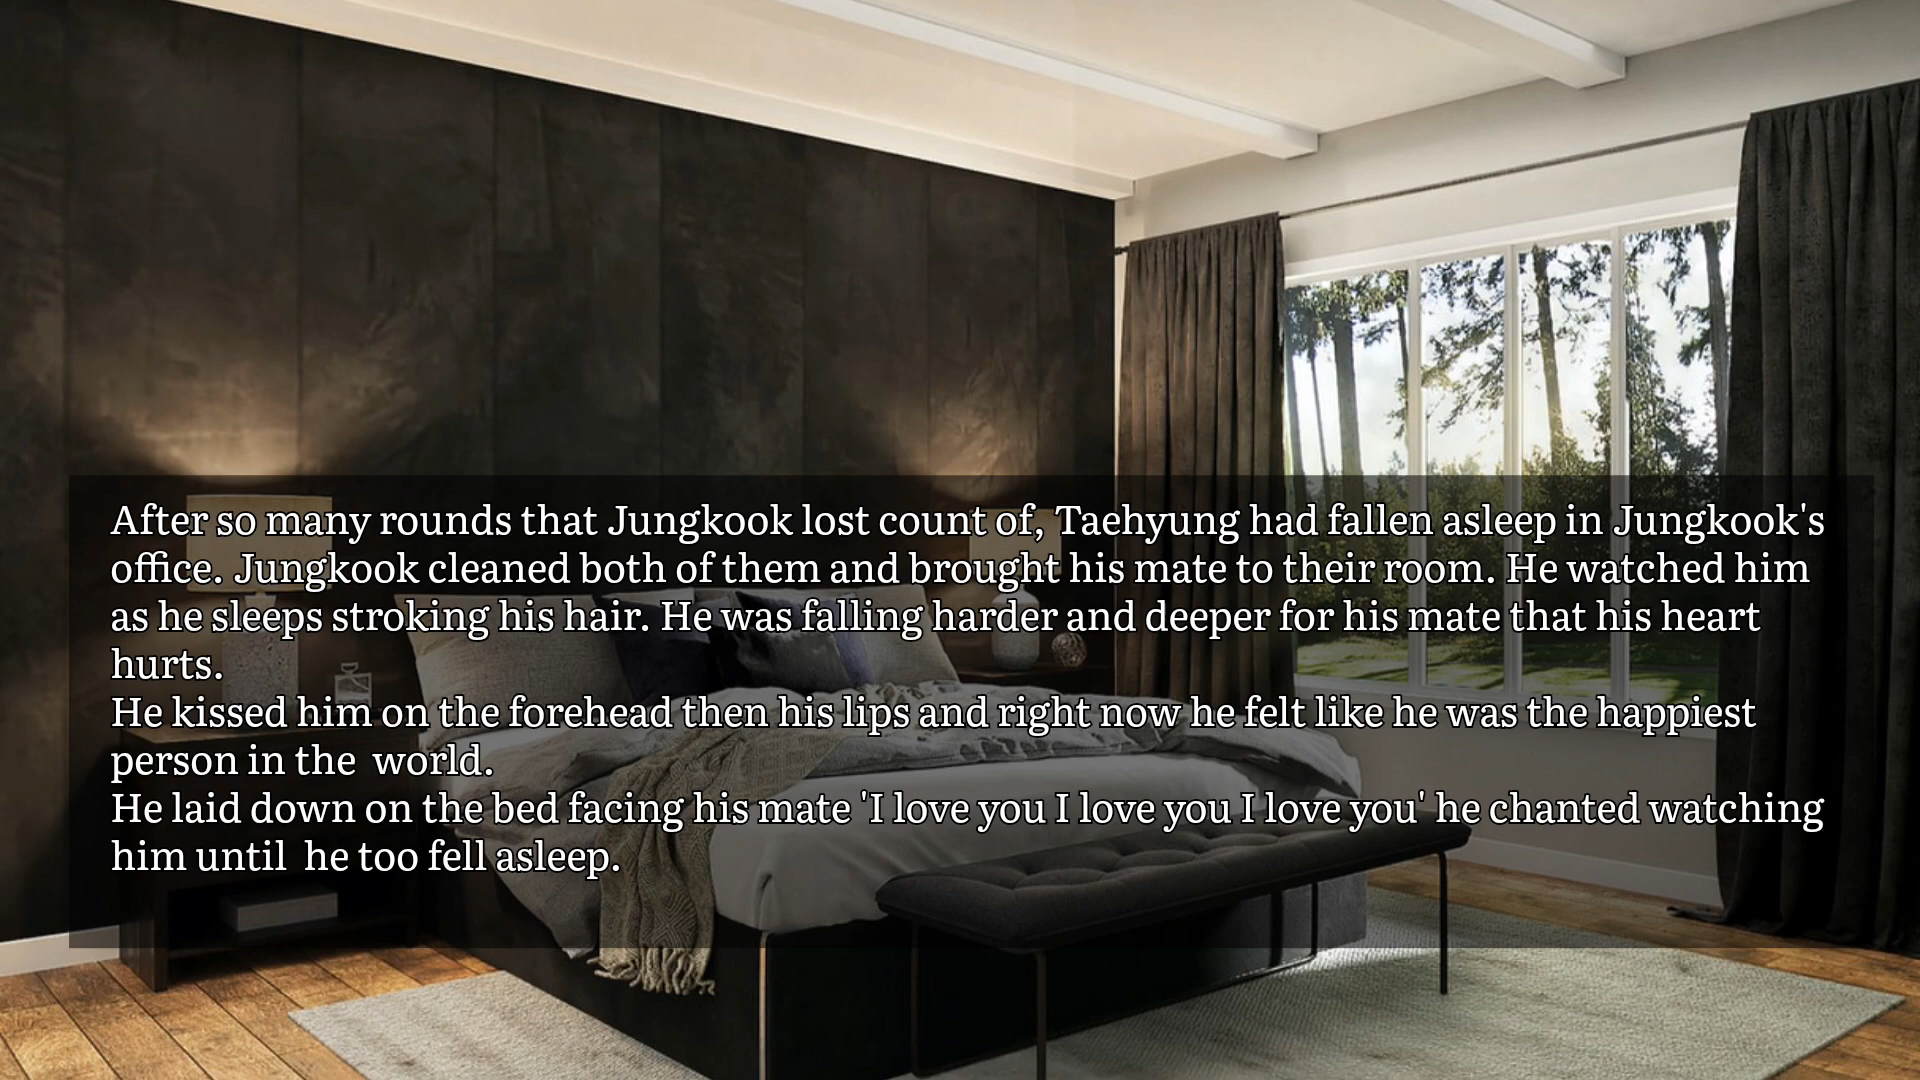 After so many rounds that Jungkook lost count of, Taehyung had fallen asleep in Jungkook's
office. Jungkook cleaned both of them and brought his mate to their room. He watched him
as he sleeps stroking his hair. He was falling harder and deeper for his mate that his heart
hurts.
He kissed him on the forehead then his lips and right now he felt like he was the happiest
person in the  world.
He laid down on the bed facing his mate 'I love you I love you I love you' he chanted watching
him until  he too fell asleep.